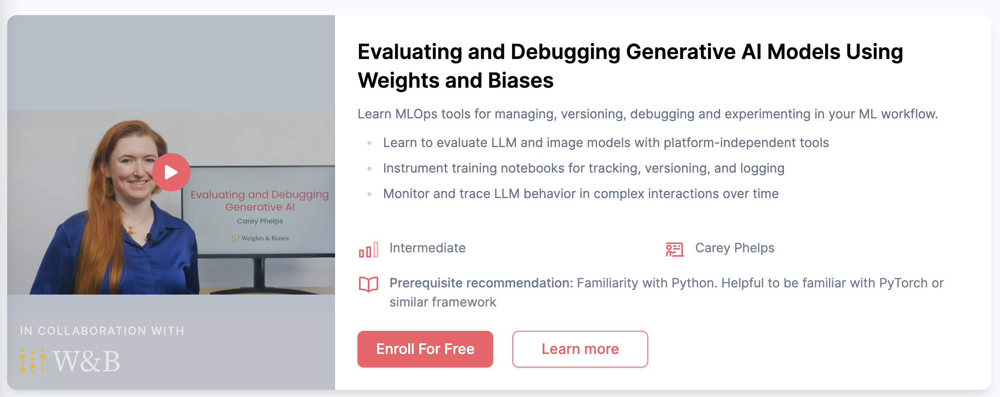 Evaluating and Debugging
Generative AI
Carey Phelps
Weights & Biases
IN COLLABORATION WITH
W&B
Evaluating and Debugging Generative AI Models Using
Weights and Biases
Learn MLOps tools for managing, versioning, debugging and experimenting in your ML workflow.
Learn to evaluate LLM and image models with platform-independent tools
Instrument training notebooks for tracking, versioning, and logging
Monitor and trace LLM behavior in complex interactions over time
Intermediate
Carey Phelps
Prerequisite recommendation: Familiarity with Python. Helpful to be familiar with PyTorch or
similar framework
Enroll For Free
Learn more